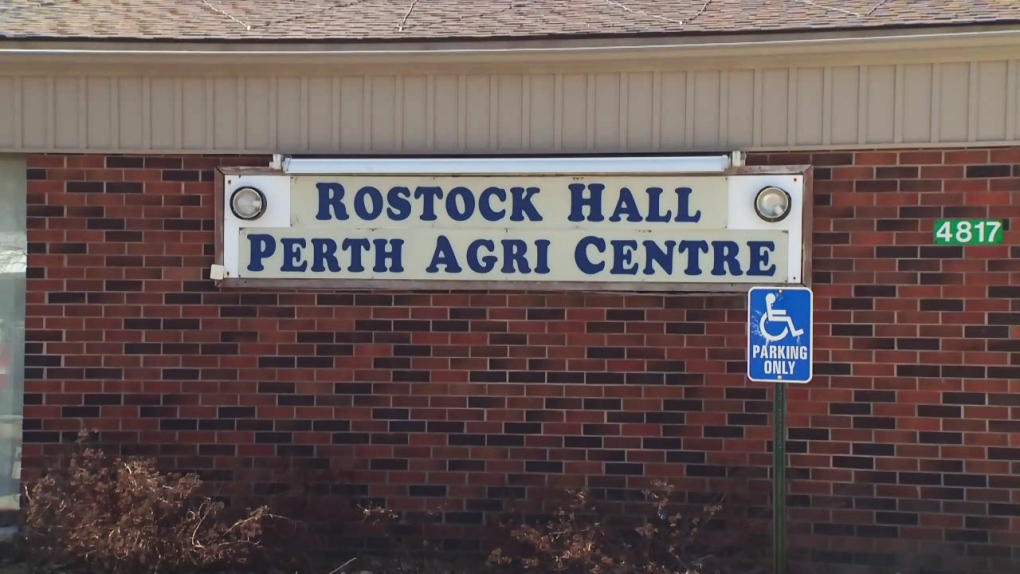 ROSTOCK HALL
PERTH AGRI CENTRE
4817
PARKING
ONLY